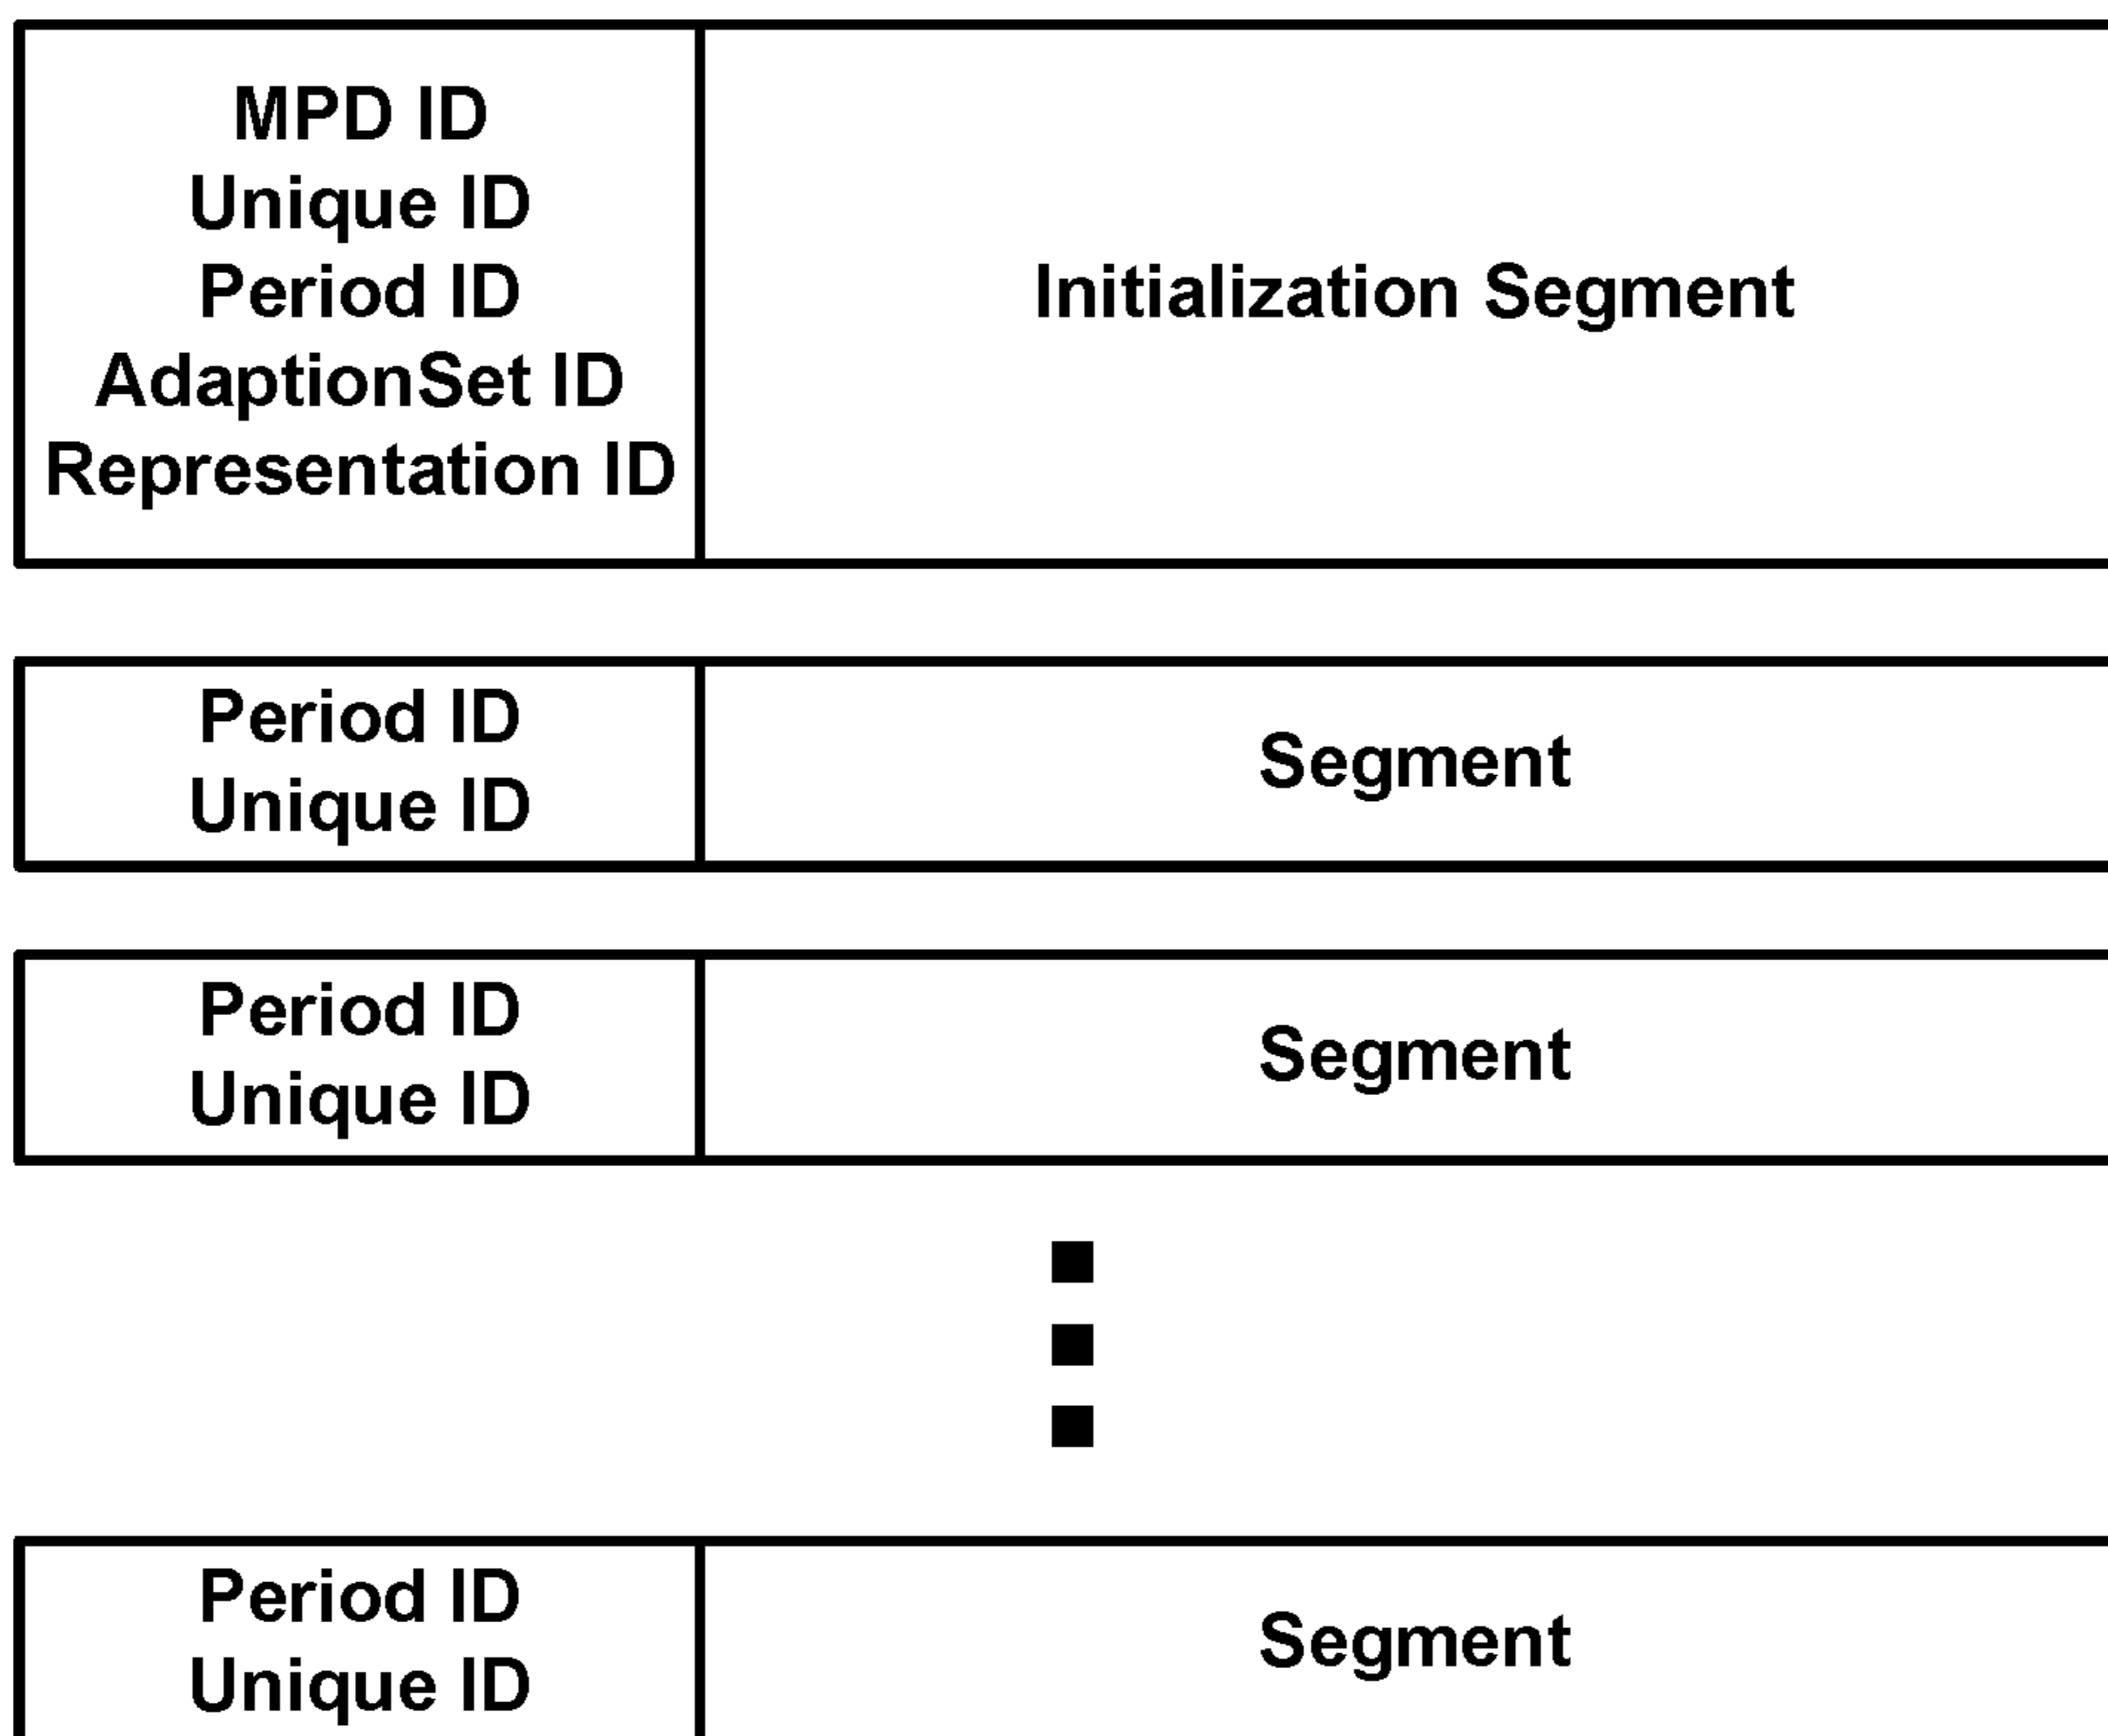 MPD ID
Unique ID
Period ID
AdaptionSet ID
Representation ID
Initialization Segment
Period ID
Unique ID
Segment
Period ID
Unique ID
Segment
Period ID
Unique ID
Segment